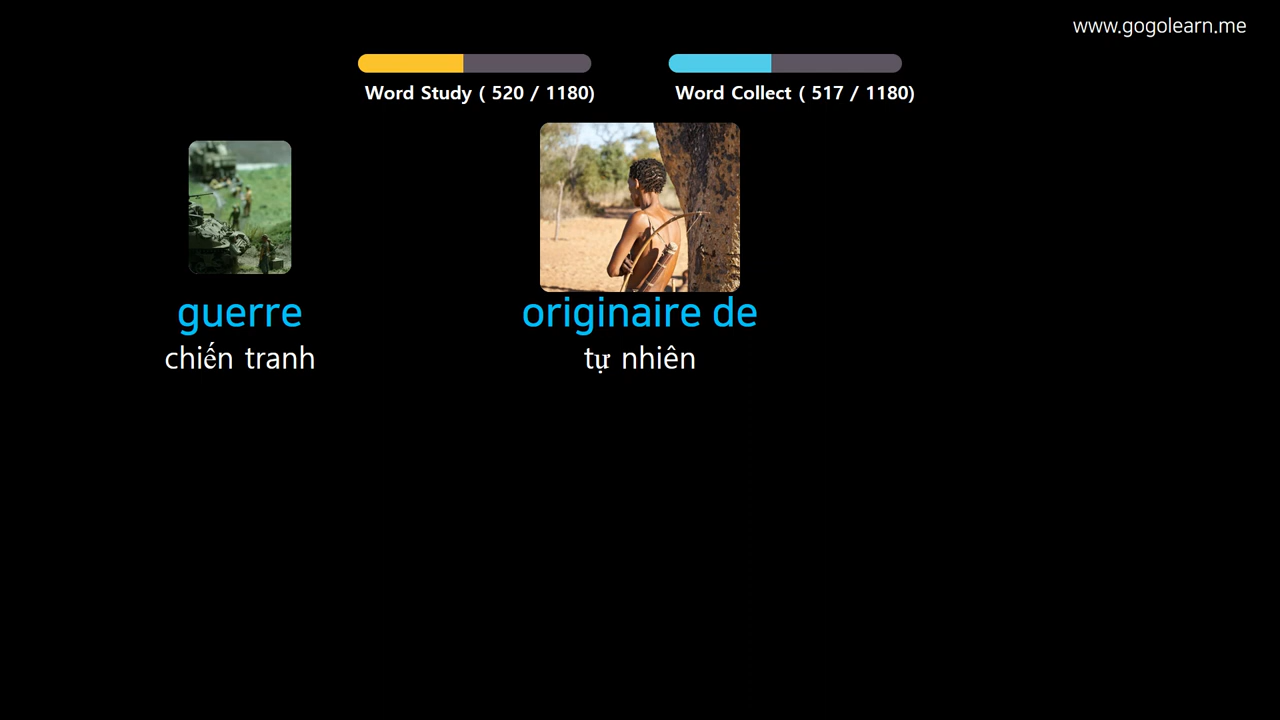 www.gogolearn.me
Word Study ( 520 / 1180)
Word Collect ( 517 / 1180)
guerre
chiến tranh
originaire de
tự nhiên